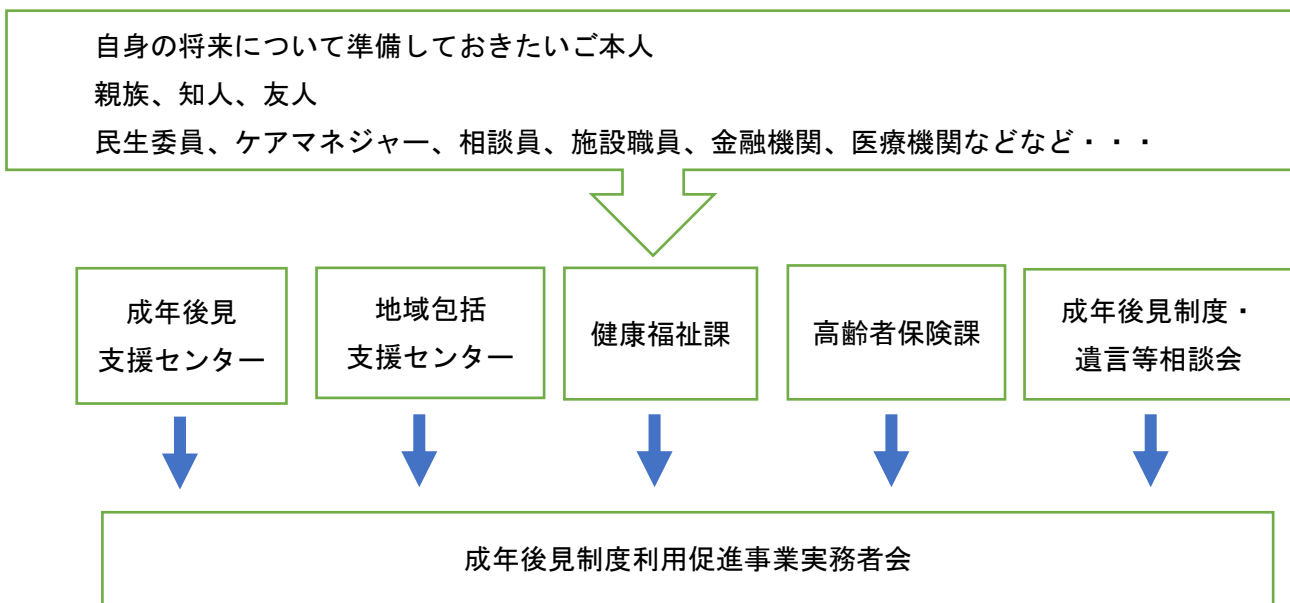 自身の将来について準備しておきたいご本人
親族、知人、友人
民生委員、ケアマネジャー、相談員、施設職員、金融機関、医療機関などなど・・・
成年後見
支援センター
地域包括
支援センター
健康福祉課
高齢者保険課
成年後見制度・
遺言等相談会
成年後見制度利用促進事業実務者会